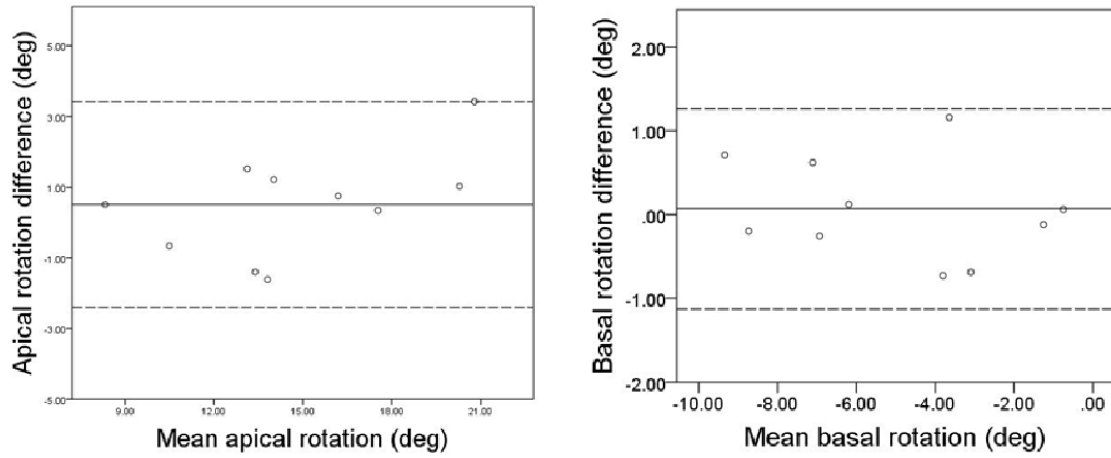 Apical rotation difference (deg)
5.00
3.00
1.00
-1.00
-3.00
-5.00
9.00 12.00 15.00 18.00 21.00
Mean apical rotation (deg)
Basal rotation difference (deg)
2.00
1.00
.00
-1.00
-2.00
-10.00 -8.00 -6.00 -4.00 -2.00 .00
Mean basal rotation (deg)